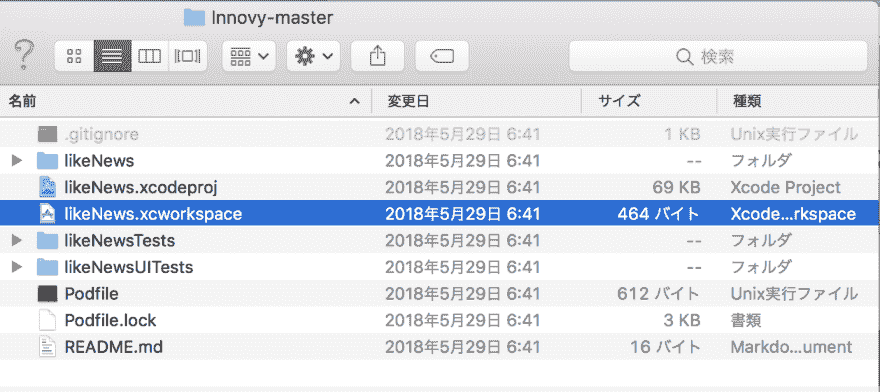 Innovy-master
? 検索
名前 変更日 サイズ 種類
.gitignore 2018年5月29日 6:41 1 KB Unix実行ファイル
likeNews 2018年5月29日 6:41 -- フォルダ
likeNews.xcodeproj 2018年5月29日 6:41 69 KB Xcode Project
likeNews.xcworkspace 2018年5月29日 6:41 464 バイト Xcode...rkspace
likeNewsTests 2018年5月29日 6:41 -- フォルダ
likeNewsUITests 2018年5月29日 6:41 -- フォルダ
Podfile 2018年5月29日 6:41 612 バイト Unix実行ファイル
Podfile.lock 2018年5月29日 6:41 3 KB 書類
README.md 2018年5月29日 6:41 16 バイト Markdo...ument